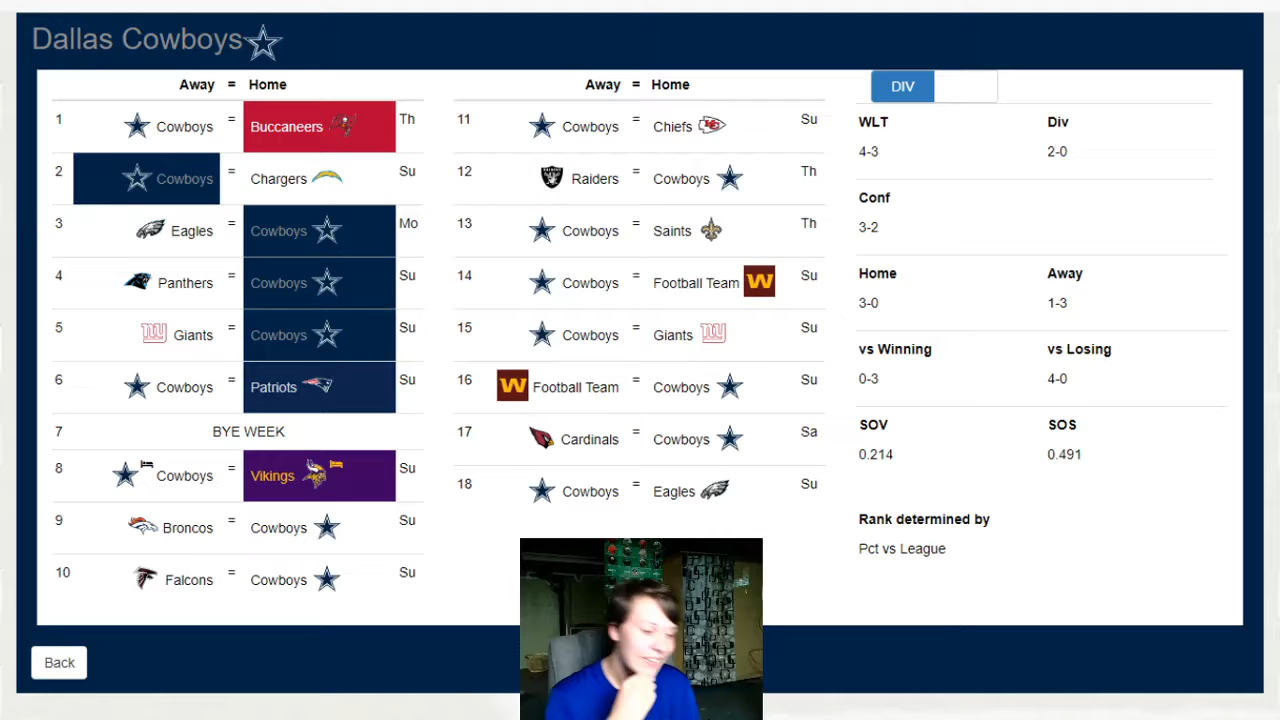 Dallas Cowboys
Away = Home
1 Cowboys = Buccaneers Th
2 Cowboys = Chargers Su
3 Eagles = Cowboys Mo
4 Panthers = Cowboys Su
5 Giants = Cowboys Su
6 Cowboys = Patriots Su
7 BYE WEEK
8 Cowboys = Vikings Su
9 Broncos = Cowboys Su
10 Falcons = Cowboys Su
Away = Home
11 Cowboys = Chiefs Su
12 Raiders = Cowboys Th
13 Cowboys = Saints Th
14 Cowboys = Football Team W Su
15 Cowboys = Giants Su
16 W Football Team = Cowboys Su
17 Cardinals = Cowboys Sa
18 Cowboys = Eagles Su
DIV
WLT Div
4-3 2-0
Conf
3-2
Home Away
3-0 1-3
vs Winning vs Losing
0-3 4-0
SOV SOS
0.214 0.491
Rank determined by
Pct vs League
Back